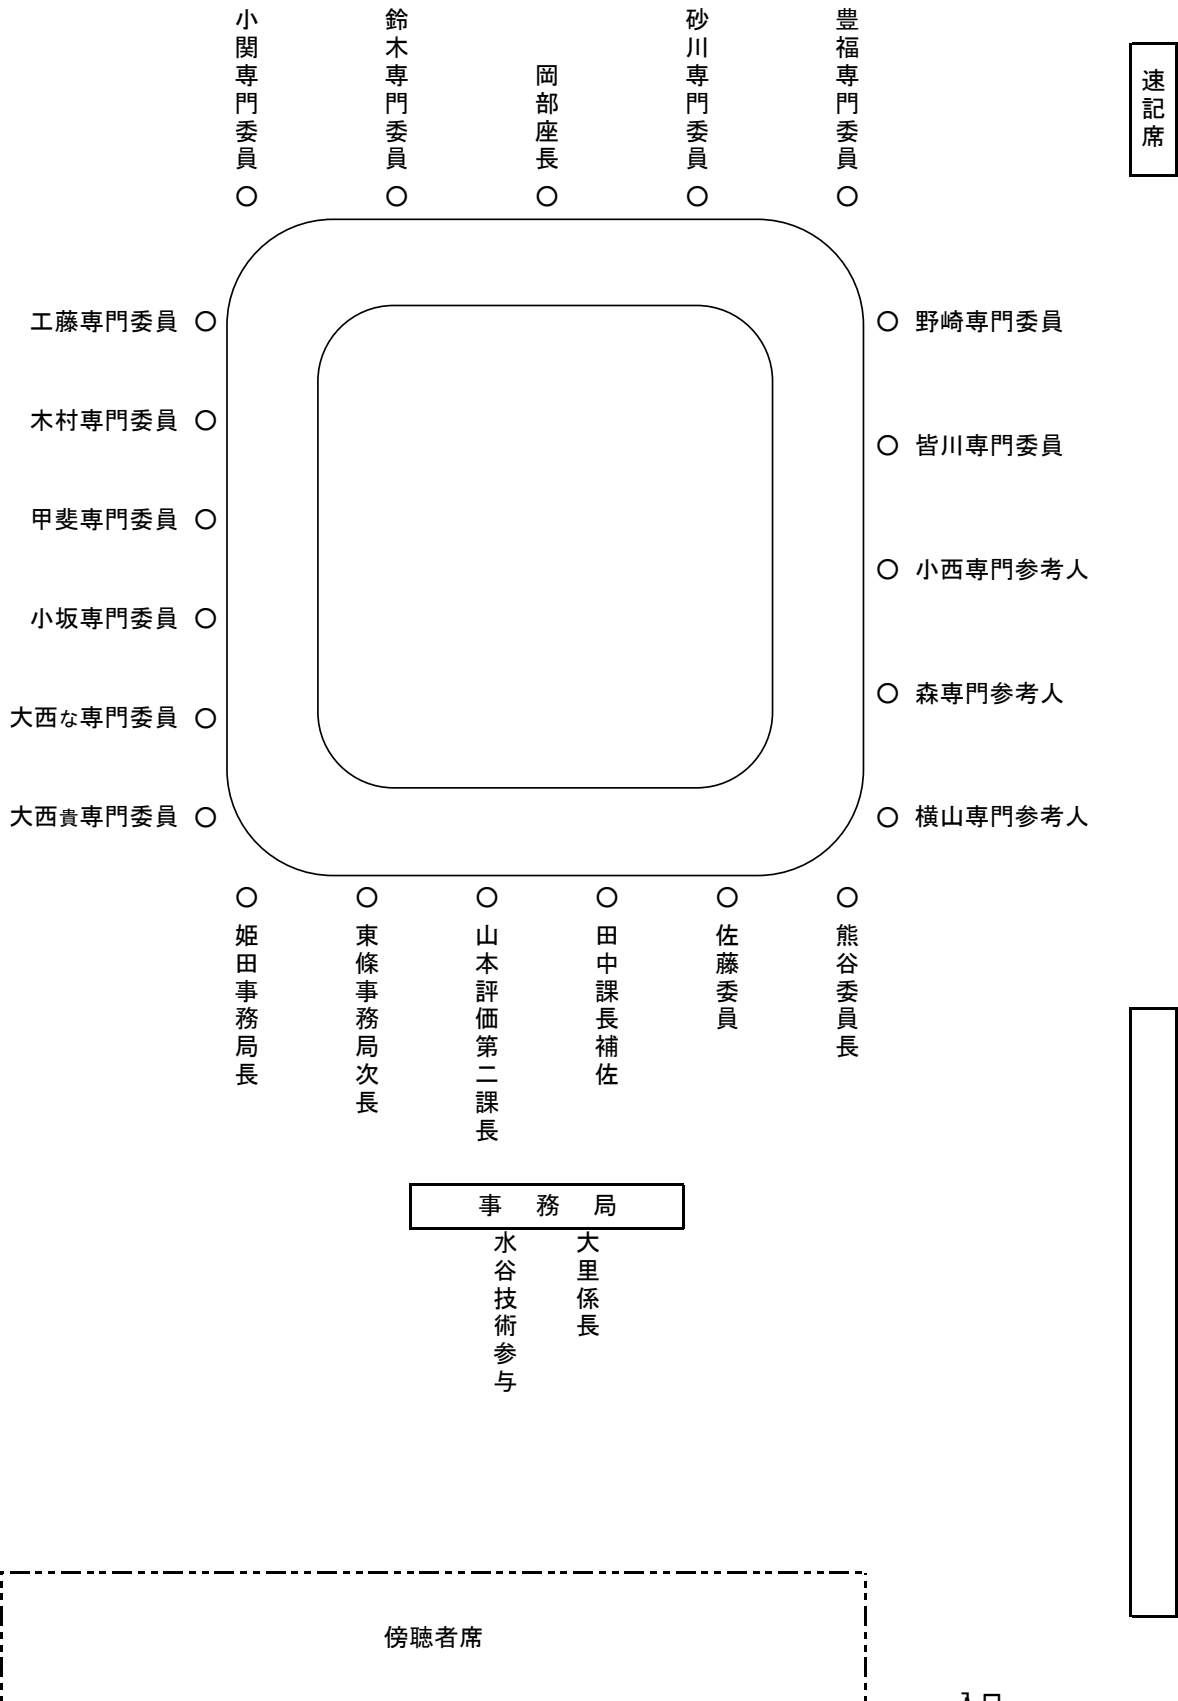 小関専門委員
鈴木専門委員
岡部座長
砂川専門委員
豊福専門委員
速記席
工藤専門委員
野崎専門委員
木村専門委員
皆川専門委員
甲斐専門委員
小西専門参考人
小坂専門委員
森専門参考人
大西な専門委員
大西貴専門委員
横山専門参考人
姫田事務局長
東條事務局次長
山本評価第二課長
田中課長補佐
佐藤委員
熊谷委員長
事 務 局
水谷技術参与
大里係長
傍聴者席
入口